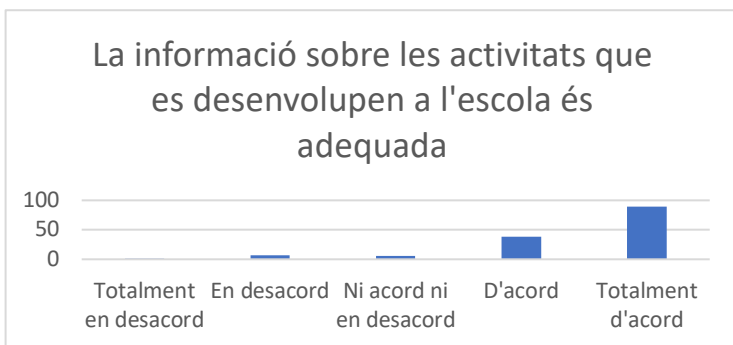 La informació sobre les activitats que
es desenvolupen a l'escola és
adequada
100
50
0
Totalment
en desacord
En desacord
Ni acord ni
en desacord
D'acord
Totalment
d'acord